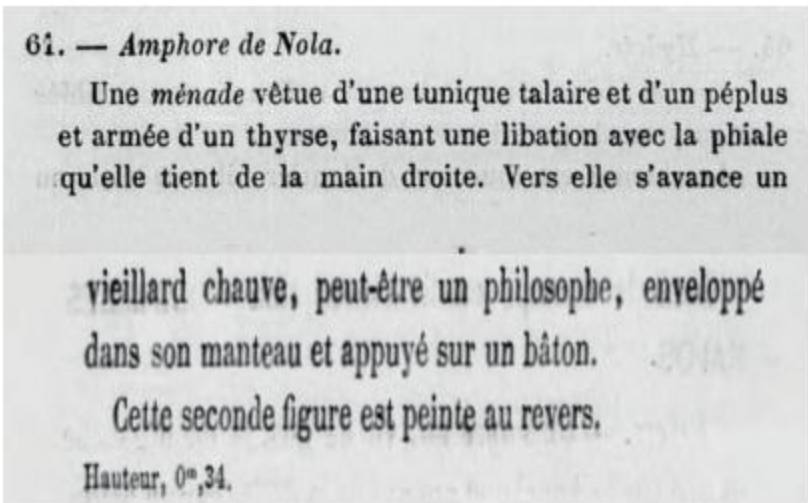 61. — Amphore de Nola.
Une ménade vêtue d'une tunique talaire et d'un péplus
et armée d'un thyrse, faisant une libation avec la phiale
qu'elle tient de la main droite. Vers elle s'avance un
vieillard chauve, peut-être un philosophe, enveloppé
dans son manteau et appuyé sur un bâton.
Cette seconde figure est peinte au revers.
Hauteur, 0ᵐ,34.